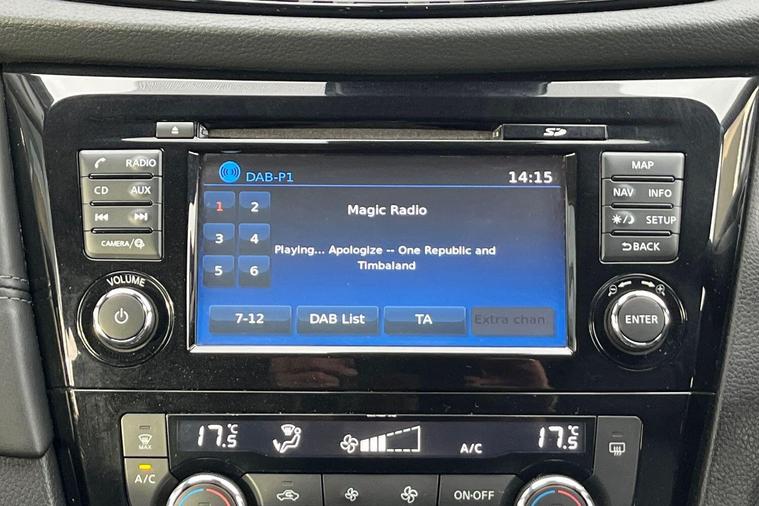 SD
DAB-P1 14:15
1 2
Magic Radio
3 4
Playing... Apologize -- One Republic and
Timbaland
5 6
7-12 DAB List TA Extra chan.
RADIO
CD AUX
CAMERA/
VOLUME
MAP
NAV INFO
SETUP
BACK
ENTER
17.5°C A/C 17.5°C
MAX
A/C
ON·OFF